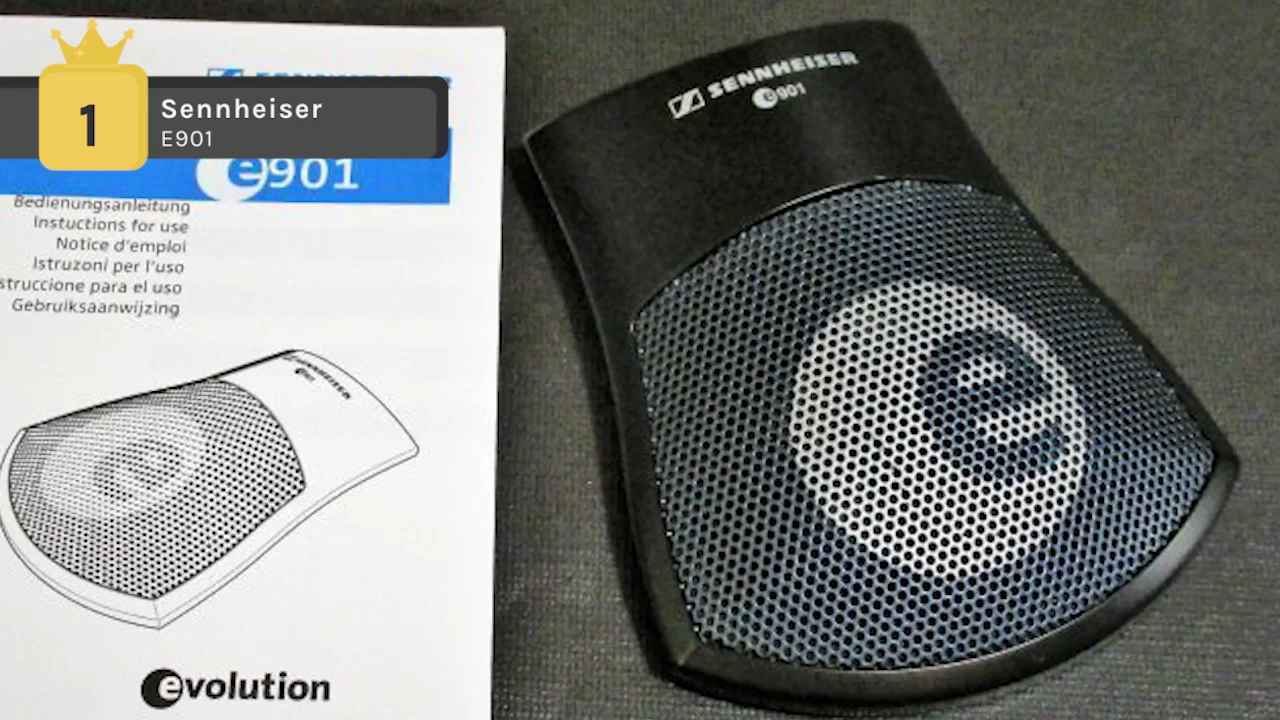 1
Sennheiser
E901
e901
Bedienungsanleitung
Instuctions for use
Notice d'emploi
Istruzoni per l'uso
struccione para el uso
Gebruiksaanwijzing
SENNHEISER
e
evolution
SENNHEISER
e901
e